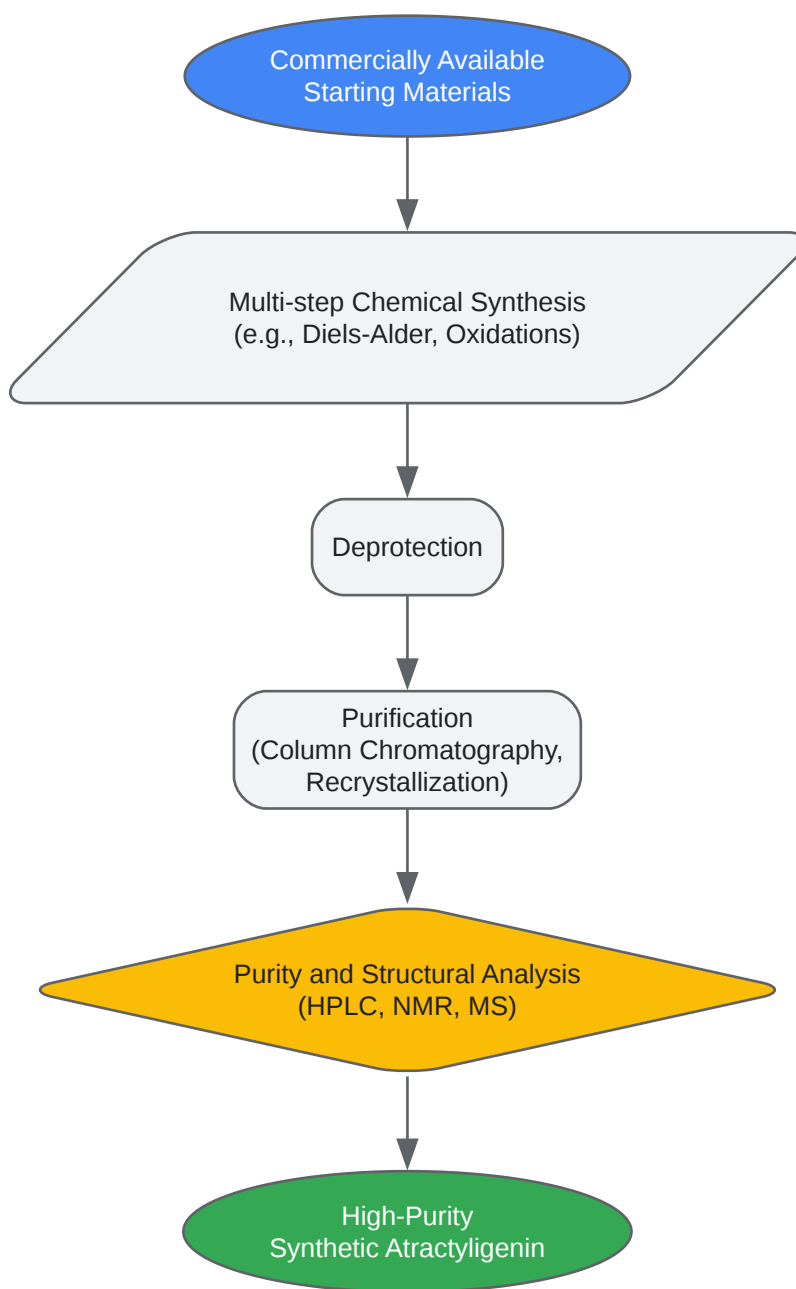 Commercially Available
Starting Materials
Multi-step Chemical Synthesis
(e.g., Diels-Alder, Oxidations)
Deprotection
Purification
(Column Chromatography,
Recrystallization)
Purity and Structural Analysis
(HPLC, NMR, MS)
High-Purity
Synthetic Atractyligenin